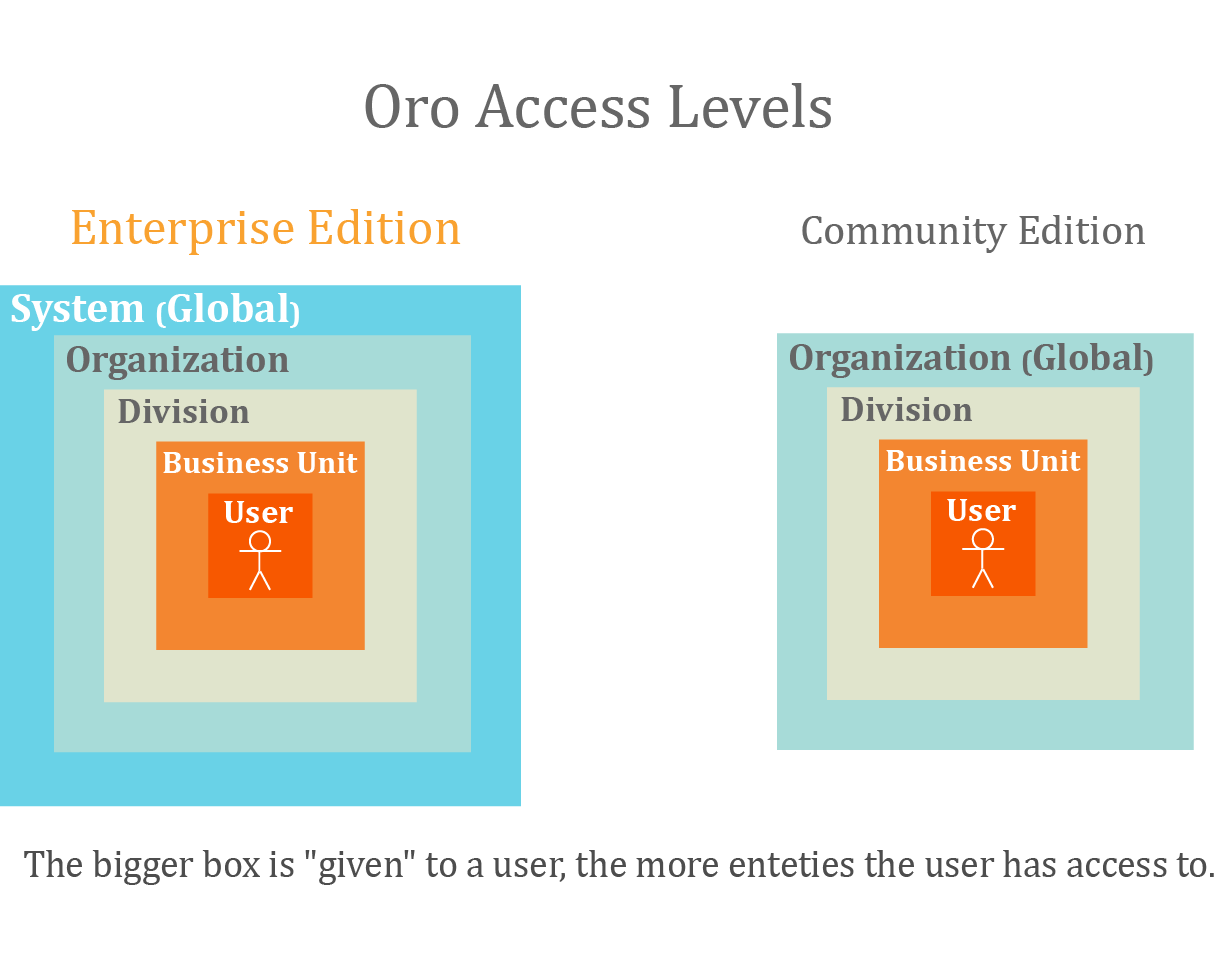 Oro Access Levels
Enterprise Edition
System (Global)
Organization
Division
Business Unit
User
Community Edition
Organization (Global)
Division
Business Unit
User
The bigger box is "given" to a user, the more enteties the user has access to.